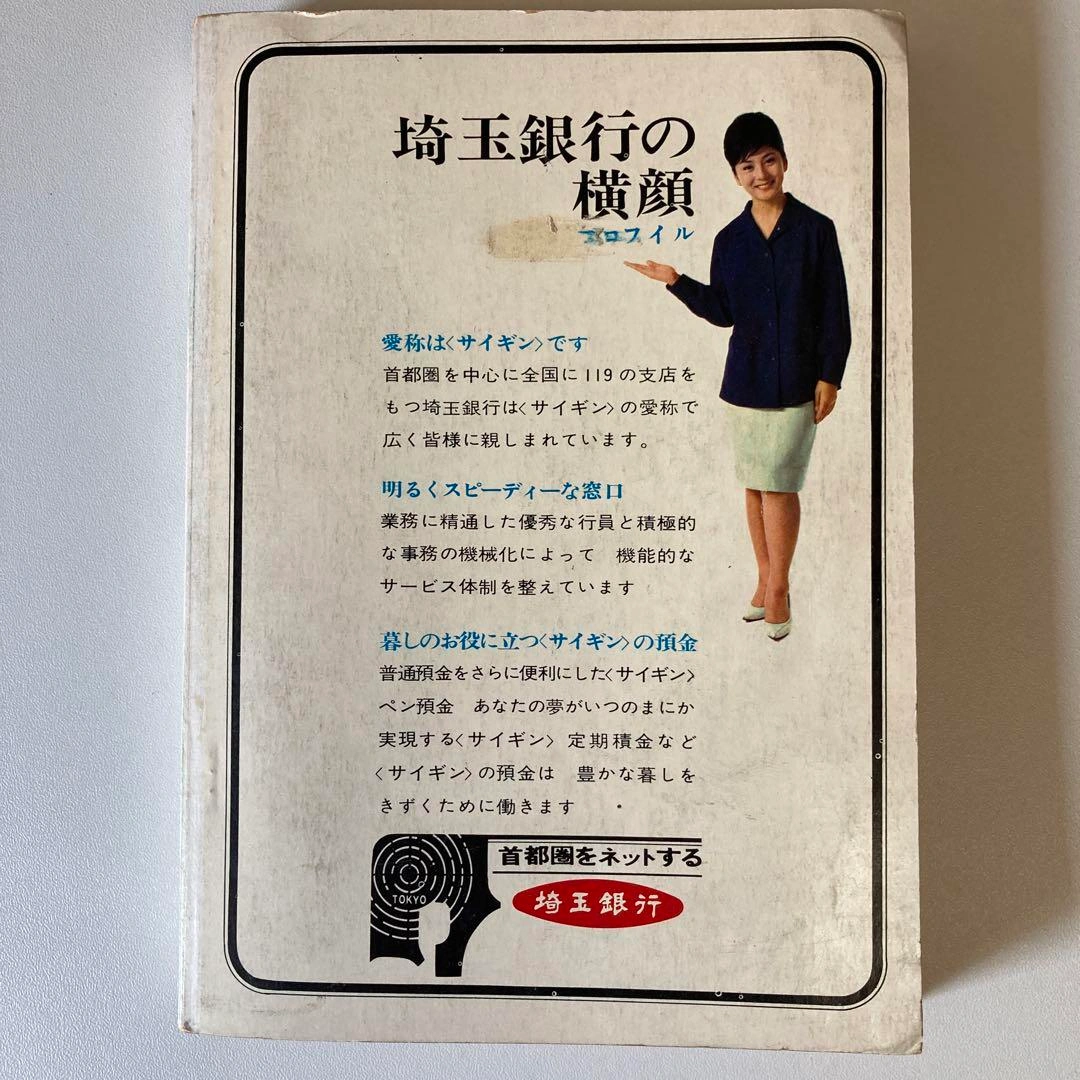 埼玉銀行の
横顔
プロフイル
愛称は〈サイギン〉です
首都圏を中心に全国に119の支店を
もつ埼玉銀行は〈サイギン〉の愛称で
広く皆様に親しまれています。
明るくスピーディーな窓口
業務に精通した優秀な行員と積極的
な事務の機械化によって　機能的な
サービス体制を整えています
暮しのお役に立つ〈サイギン〉の預金
普通預金をさらに便利にした〈サイギン〉
ペン預金　あなたの夢がいつのまにか
実現する〈サイギン〉定期積金など
〈サイギン〉の預金は　豊かな暮しを
きずくために働きます
首都圏をネットする
TOKYO
埼玉銀行